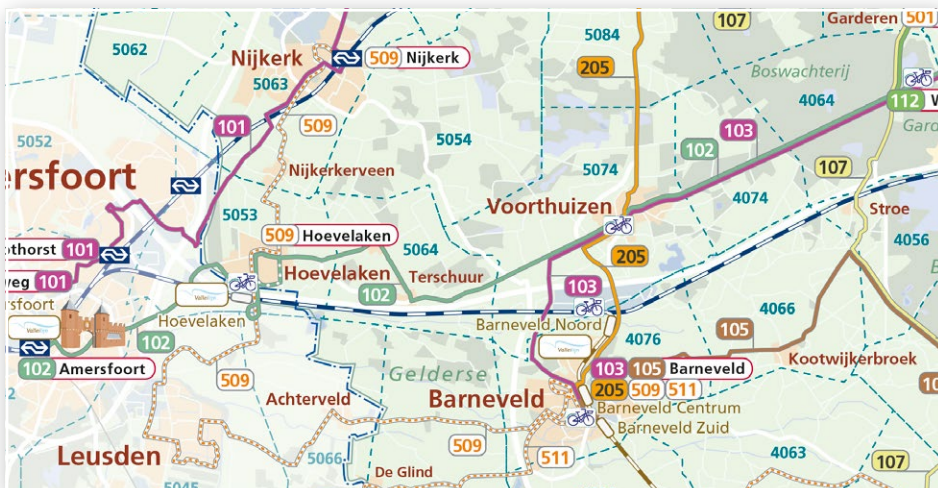 107
Garderen 501
5062
5084
Nijkerk
509 Nijkerk
205
Boswachterij
5063
4064
112
101
103
509
102
5052
5054
ersfoort
Nijkerkerveen
5074
107
Voorthuizen
4074
Stroe
5053
509 Hoevelaken
5064
4056
othorst 101
205
Hoevelaken
Terschuur
weg 101
103
102
4066
Hoevelaken
Barneveld Noord
105
102
4076
Kootwijkerbroek
102 Amersfoort
103 105 Barneveld
Gelderse
509
205 509 511
Achterveld
Barneveld
Barneveld Centrum
Barneveld Zuid
509
Leusden
511
5066
4063
107
De Glind
5045